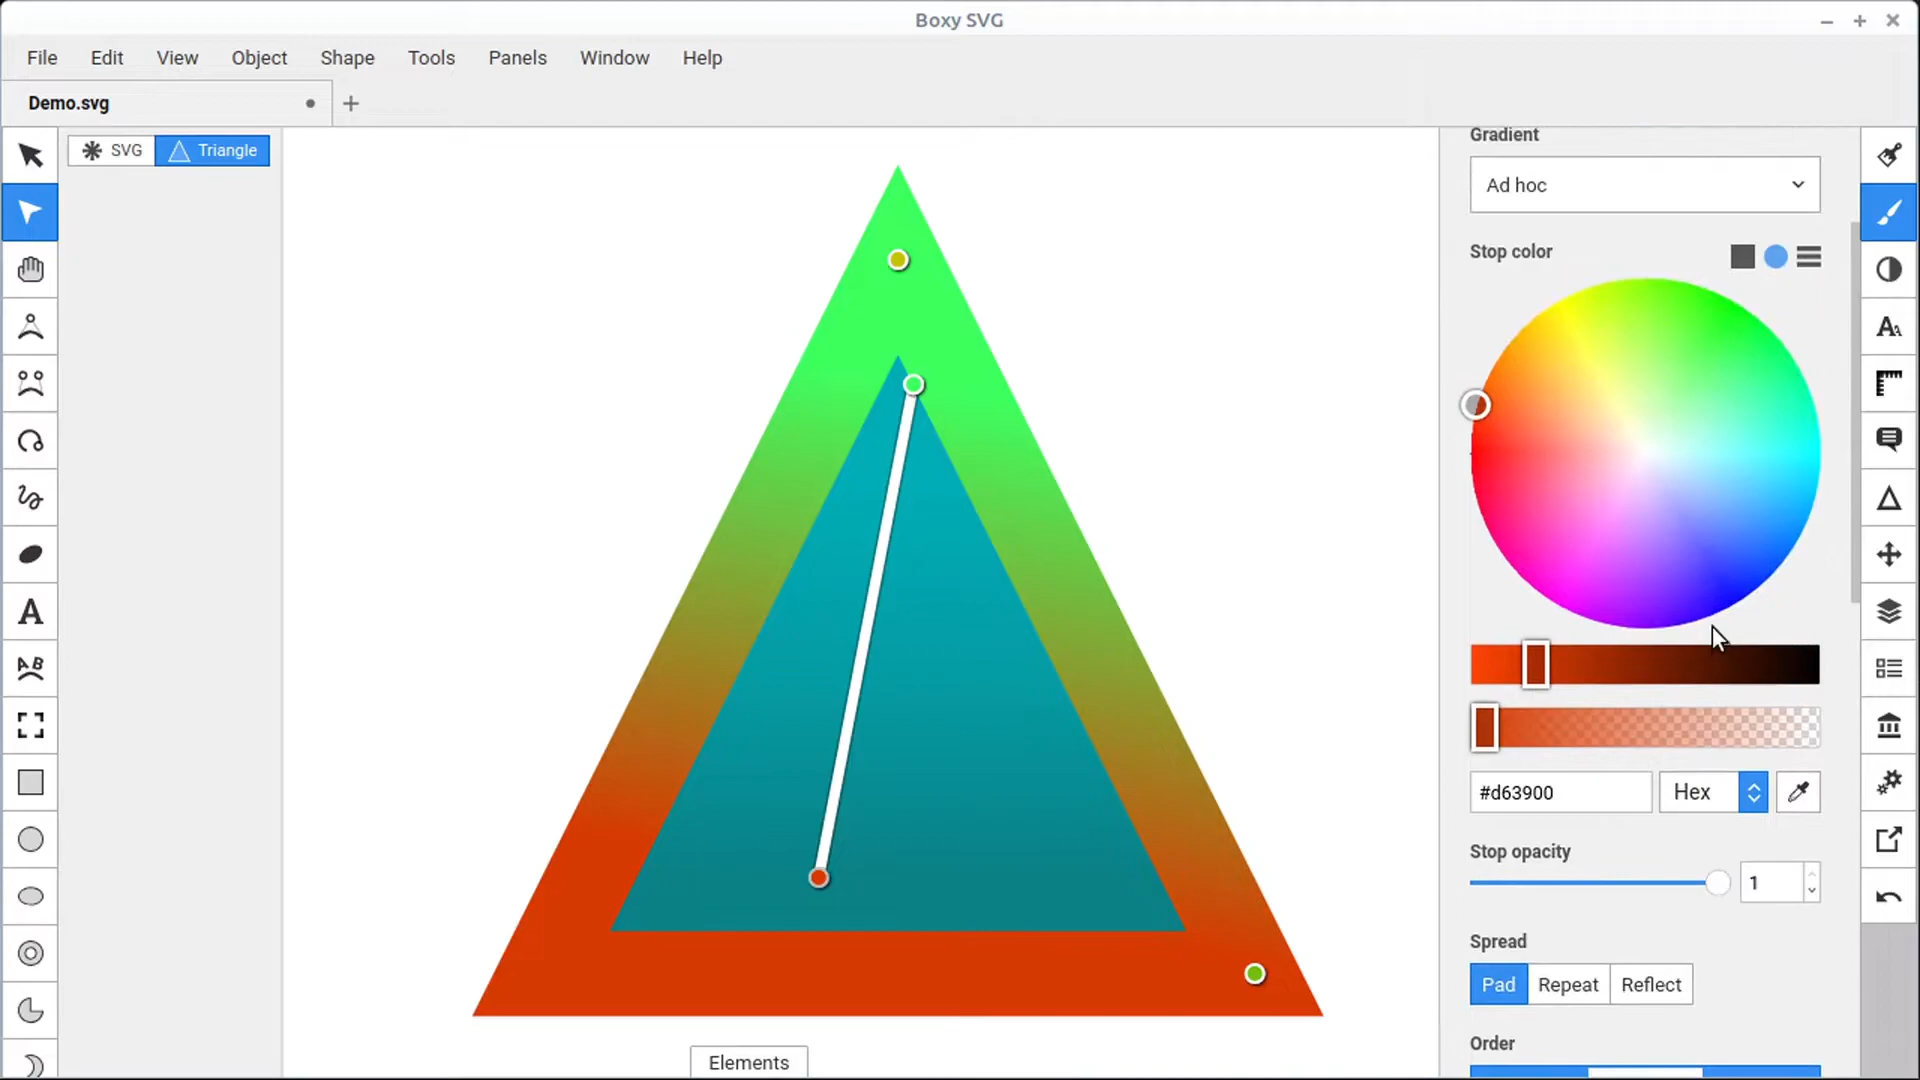 Boxy SVG
File Edit View Object Shape Tools Panels Window Help
Demo.svg
SVG Triangle
Gradient
Ad hoc
Stop color
#d63900 Hex
Stop opacity
1
Spread
Pad Repeat Reflect
Order
Elements